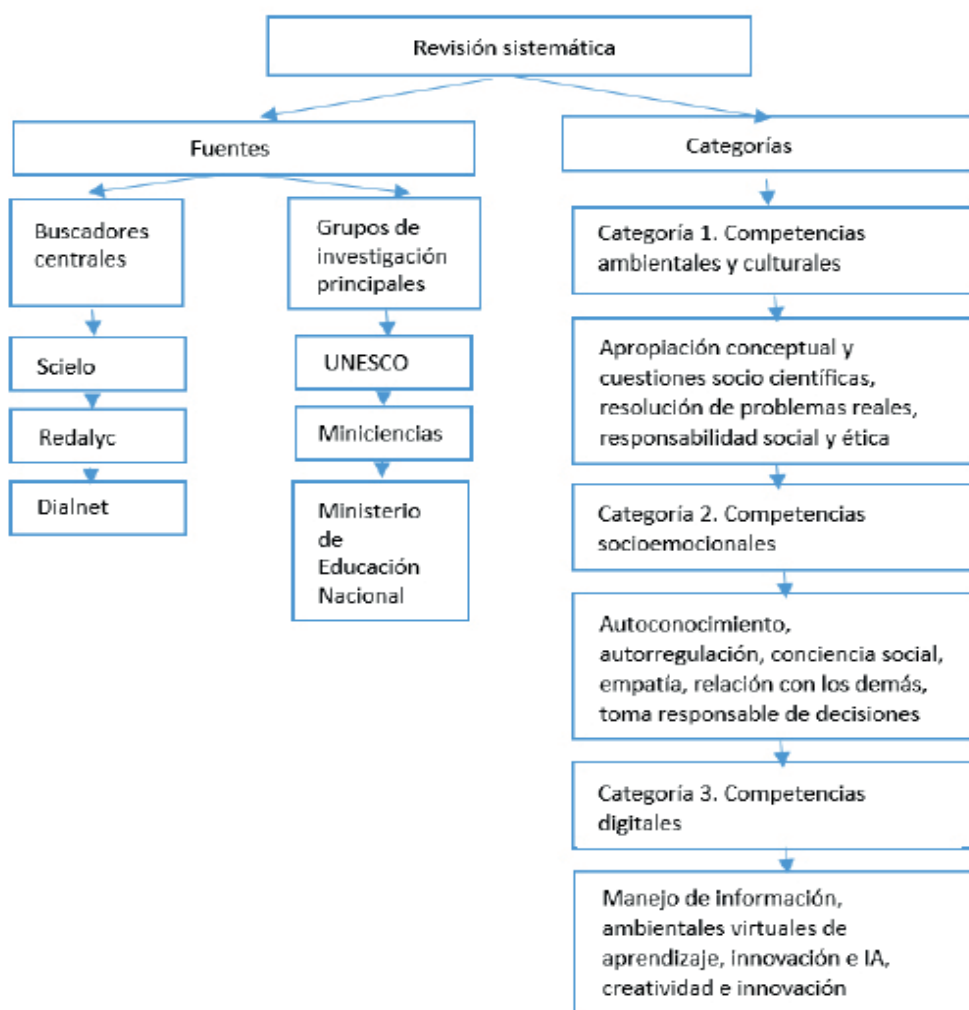 Revisión sistemática
Fuentes
Categorías
Buscadores
centrales
Scielo
Redalyc
Dialnet
Grupos de
investigación
principales
UNESCO
Miniciencias
Ministerio
de
Educación
Nacional
Categoría 1. Competencias
ambientales y culturales
Apropiación conceptual y
cuestiones socio científicas,
resolución de problemas reales,
responsabilidad social y ética
Categoría 2. Competencias
socioemocionales
Autoconocimiento,
autorregulación, conciencia social,
empatía, relación con los demás,
toma responsable de decisiones
Categoría 3. Competencias
digitales
Manejo de información,
ambientales virtuales de
aprendizaje, innovación e IA,
creatividad e innovación